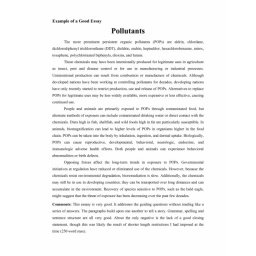 Example of a Good Essay
Pollutants
The most prominent persistent organic pollutants (POPs) are aldrin, chlordane,
dichlorodiphenyl trichloroethane (DDT), dieldrin, endrin, heptachlor, hexachlorobenzene, mirex,
toxaphene, polychlorinated biphenyls, dioxins, and furans.
These chemicals may have been intentionally produced for legitimate uses in agriculture
as insect, pest and disease control or for use in manufacturing or industrial processes.
Unintentional production can result from combustion or manufacture of chemicals. Although
developed nations have been working at controlling pollutants for decades, developing nations
have only recently started to restrict production, use and release of POPs. Alternatives to replace
POPs for legitimate uses may be less widely available, more expensive or less effective, causing
continued use.
People and animals are primarily exposed to POPs through contaminated food, but
alternate methods of exposure can include contaminated drinking water or direct contact with the
chemicals. Diets high in fish, shellfish, and wild foods high in fat are particularly susceptible. In
animals, biomagnification can lead to higher levels of POPs in organisms higher in the food
chain. POPs can be taken into the body by inhalation, ingestion, and dermal uptake. Biologically,
POPs can cause reproductive, developmental, behavioral, neurologic, endocrine, and
immunologic adverse health effects. Both people and animals can experience behavioral
abnormalities or birth defects.
Opposing forces affect the long-term trends in exposure to POPs. Governmental
initiatives at regulation have reduced or eliminated use of the chemicals. However, because the
chemicals resist environmental degradation, bioremediation is slow. Additionally, the chemicals
may still be in use in developing countries; they can be transported over long distances and can
accumulate in the environment. Recovery of species sensitive to POPs, such as the bald eagle,
might suggest that the threat of exposure has been decreasing over the past few decades.
Comments: This essay is very good. It addresses the guiding questions without reading like a
series of answers. The paragraphs build upon one another to tell a story. Grammar, spelling and
sentence structure are all very good. About the only negative is the lack of a good closing
statement, though this was likely the result of shorter length restrictions I had imposed at the
time (250 word max).